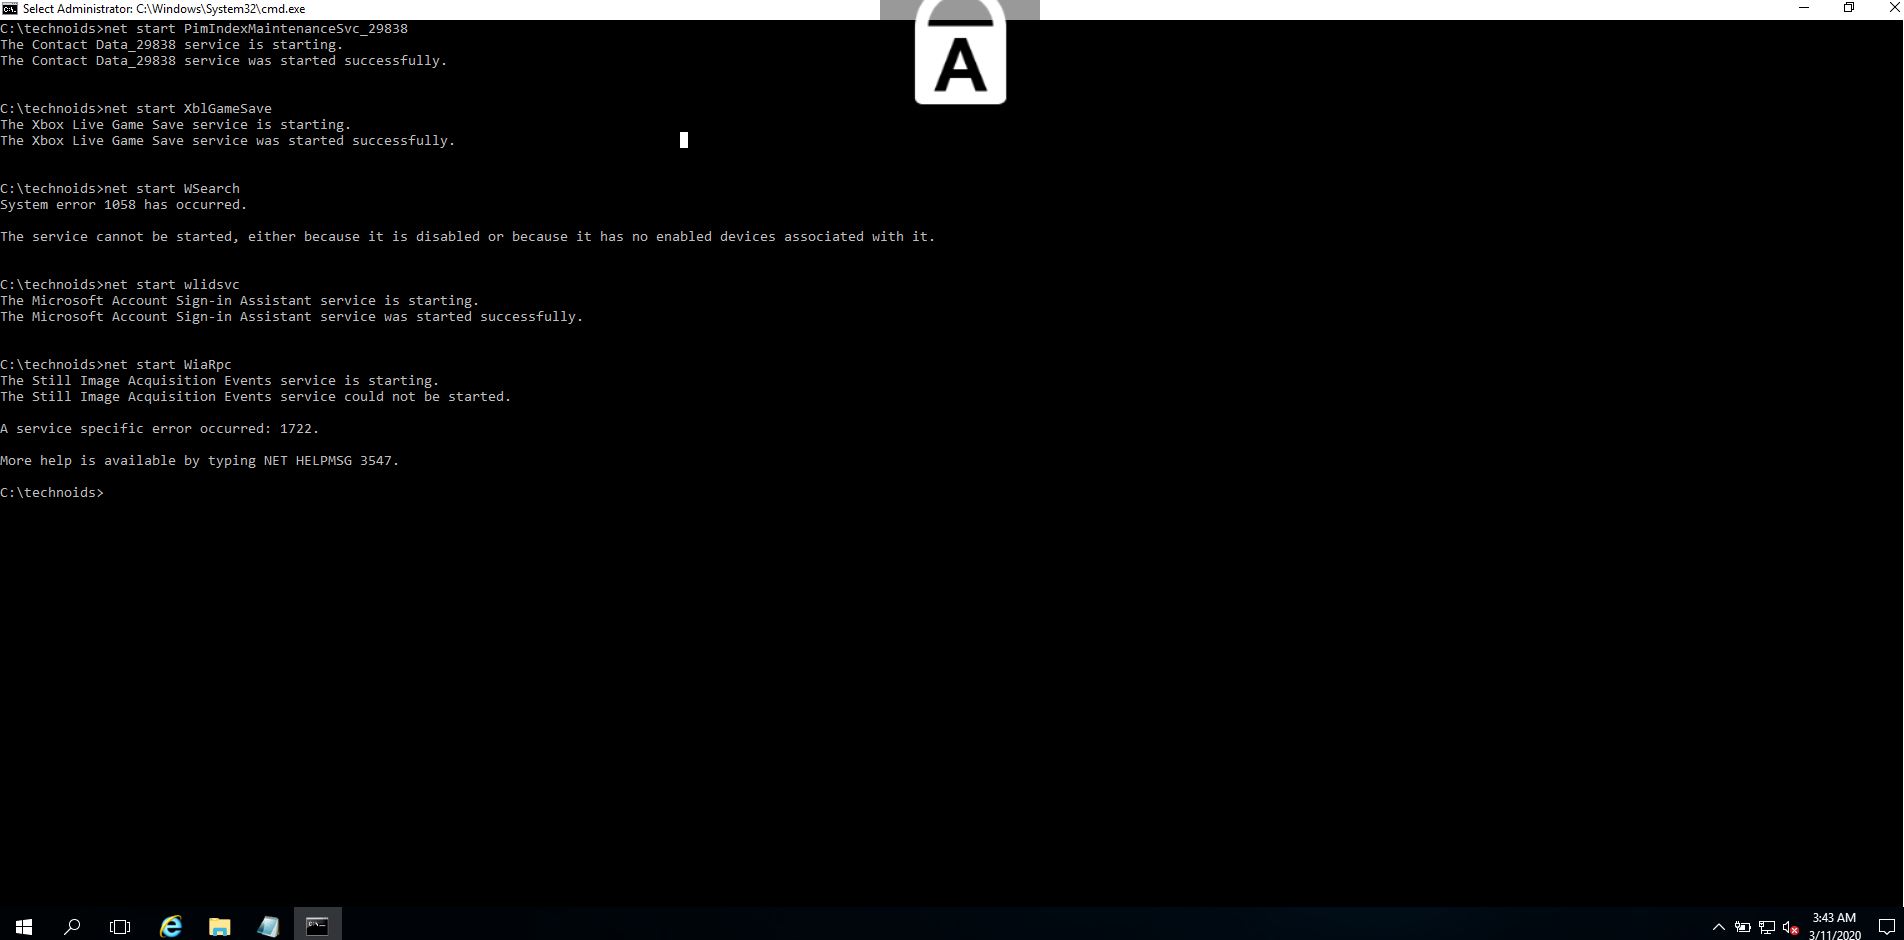 Select Administrator: C:\Windows\System32\cmd.exe
A
C:\technoids>net start PimIndexMaintenanceSvc_29838
The Contact Data_29838 service is starting.
The Contact Data_29838 service was started successfully.
C:\technoids>net start XblGameSave
The Xbox Live Game Save service is starting.
The Xbox Live Game Save service was started successfully.
C:\technoids>net start WSearch
System error 1058 has occurred.
The service cannot be started, either because it is disabled or because it has no enabled devices associated with it.
C:\technoids>net start wlidsvc
The Microsoft Account Sign-in Assistant service is starting.
The Microsoft Account Sign-in Assistant service was started successfully.
C:\technoids>net start WiaRpc
The Still Image Acquisition Events service is starting.
The Still Image Acquisition Events service could not be started.
A service specific error occurred: 1722.
More help is available by typing NET HELPMSG 3547.
C:\technoids>
3:43 AM
3/11/2020